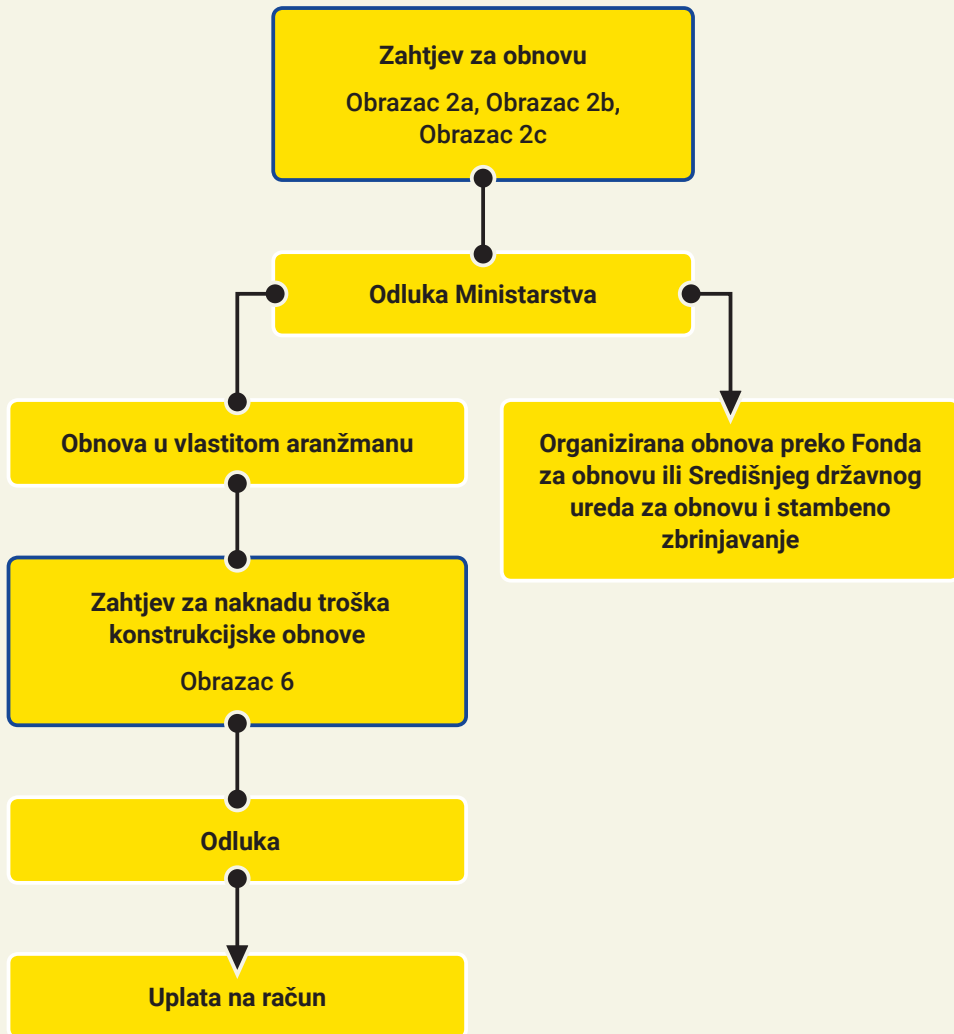 Zahtjev za obnovu
Obrazac 2a, Obrazac 2b,
Obrazac 2c
Odluka Ministarstva
Obnova u vlastitom aranžmanu
Organizirana obnova preko Fonda
za obnovu ili Središnjeg državnog
ureda za obnovu i stambeno
zbrinjavanje
Zahtjev za naknadu troška
konstrukcijske obnove
Obrazac 6
Odluka
Uplata na račun